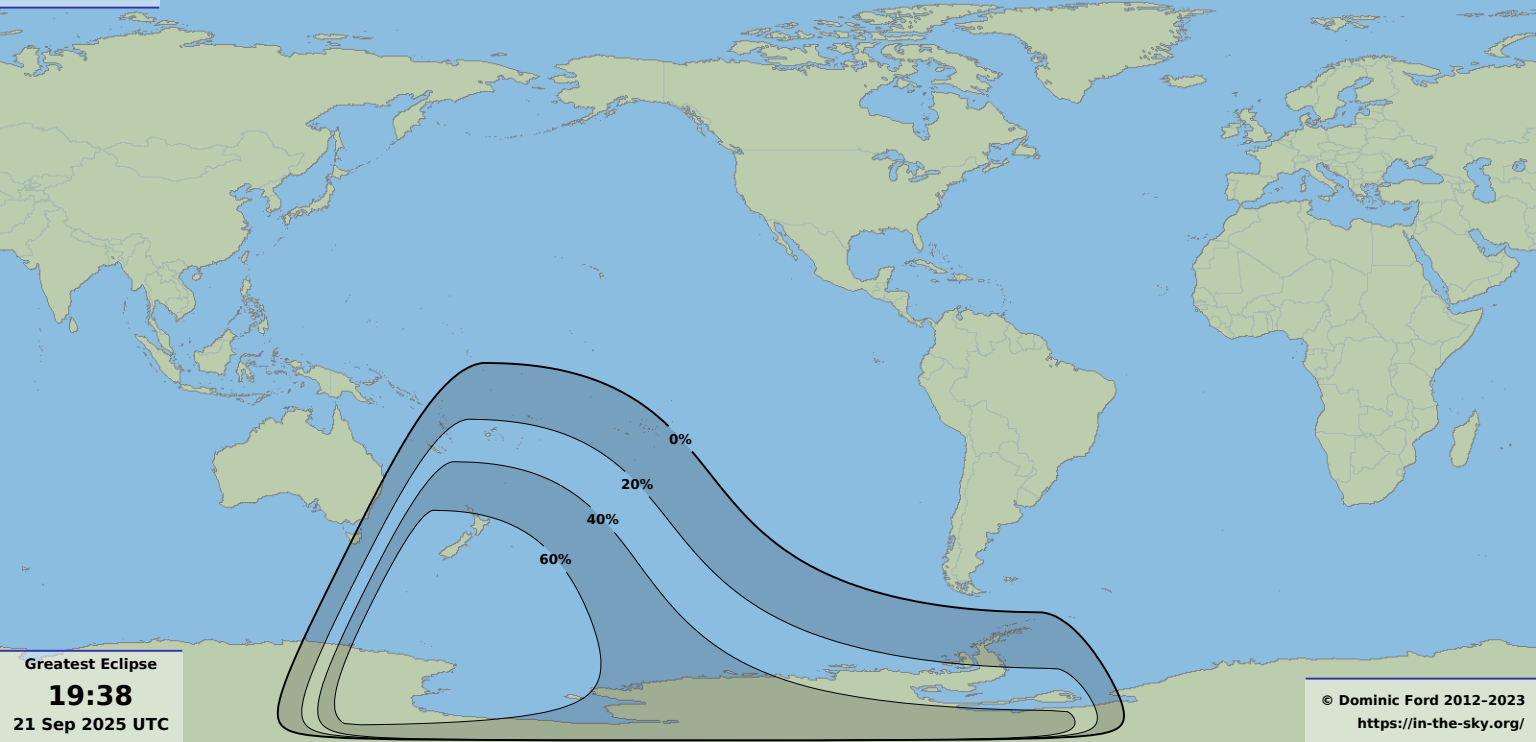 0%
20%
40%
60%
Greatest Eclipse
19:38
21 Sep 2025 UTC
© Dominic Ford 2012–2023
https://in-the-sky.org/